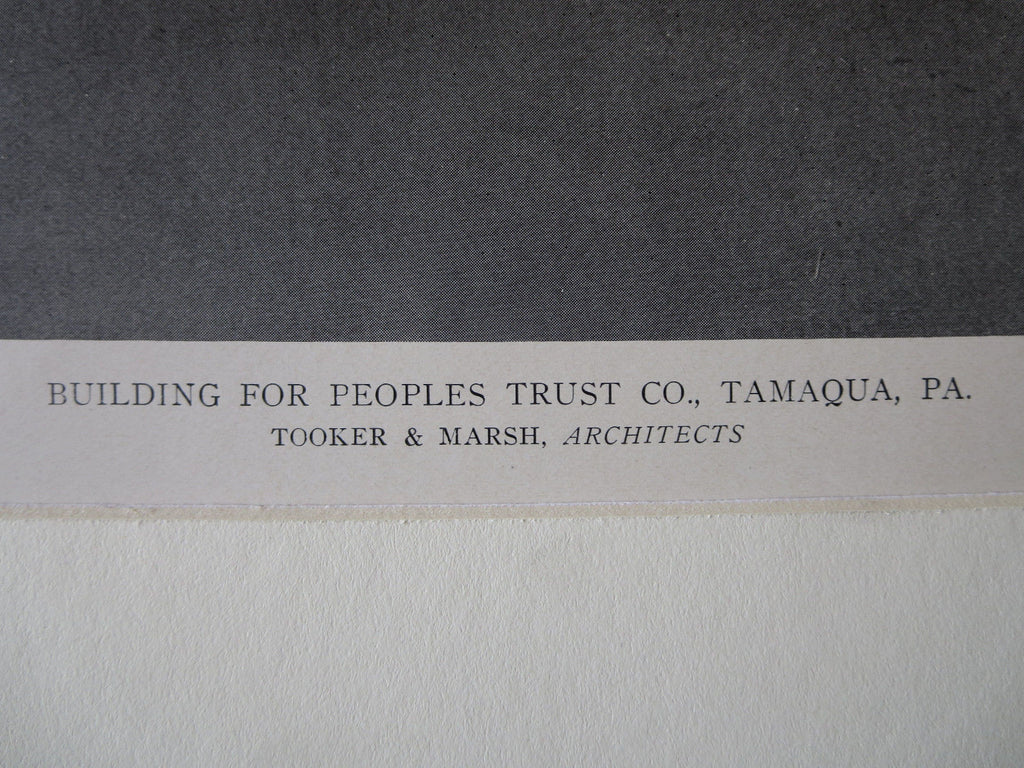 BUILDING FOR PEOPLES TRUST CO., TAMAQUA, PA.
TOOKER & MARSH, ARCHITECTS